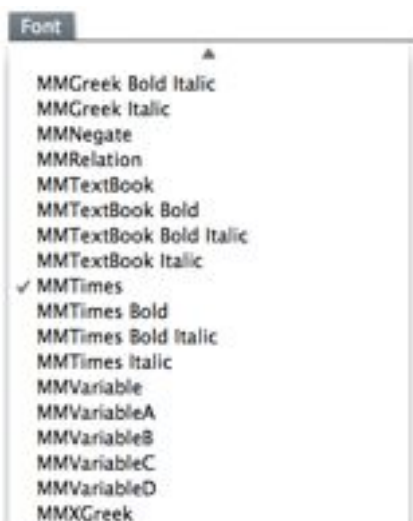 Font
MMGreek Bold Italic
MMGreek Italic
MMNegate
MMRelation
MMTextBook
MMTextBook Bold
MMTextBook Bold Italic
MMTextBook Italic
✓ MMTimes
MMTimes Bold
MMTimes Bold Italic
MMTimes Italic
MMVariable
MMVariableA
MMVariableB
MMVariableC
MMVariableD
MMXGreek